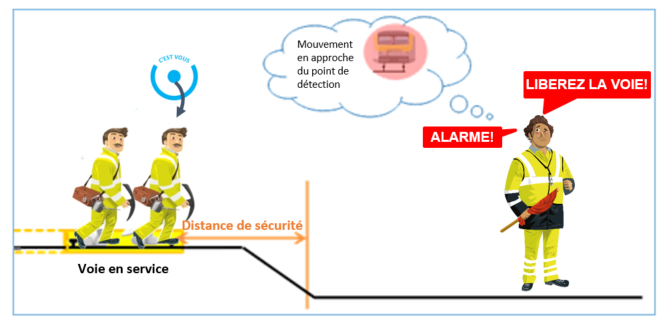 C'EST VOUS
Mouvement
en approche
du point de
détection
LIBEREZ LA VOIE!
ALARME!
Distance de sécurité
Voie en service